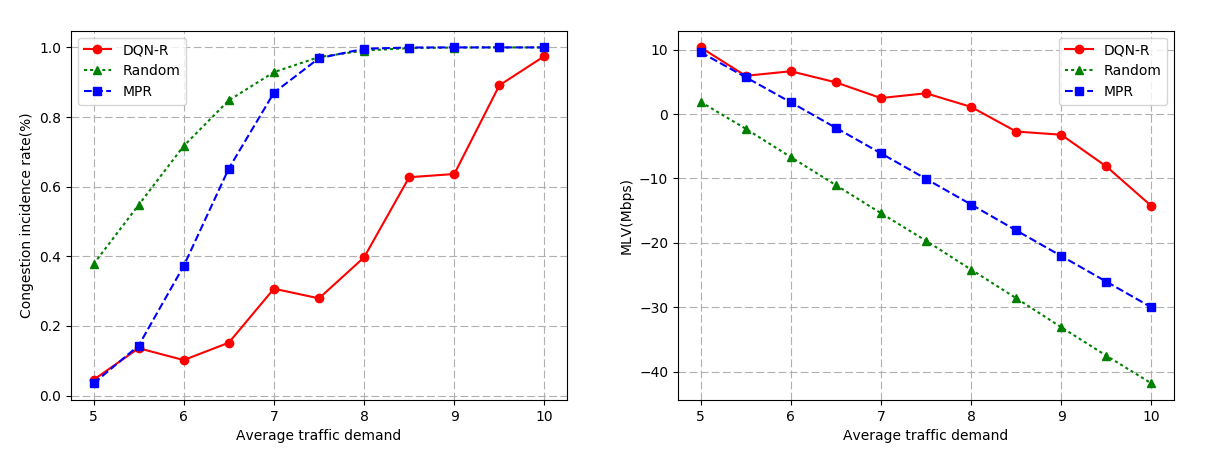 DQN-R
Random
MPR
1.0
0.8
0.6
0.4
0.2
0.0
Congestion incidence rate(%)
5 6 7 8 9 10
Average traffic demand
DQN-R
Random
MPR
10
0
−10
−20
−30
−40
MLV(Mbps)
5 6 7 8 9 10
Average traffic demand